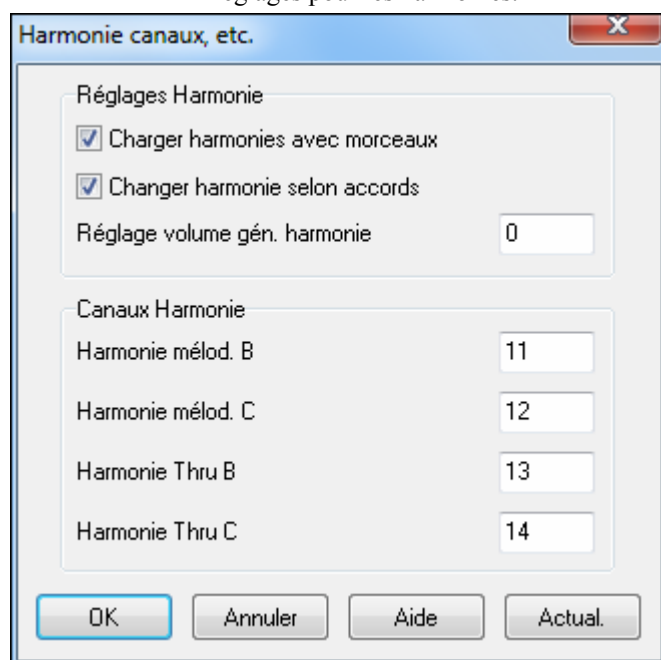 Harmonie canaux, etc.
Réglages Harmonie
Charger harmonies avec morceaux
Changer harmonie selon accords
Réglage volume gén. harmonie 0
Canaux Harmonie
Harmonie mélod. B 11
Harmonie mélod. C 12
Harmonie Thru B 13
Harmonie Thru C 14
OK Annuler Aide Actual.